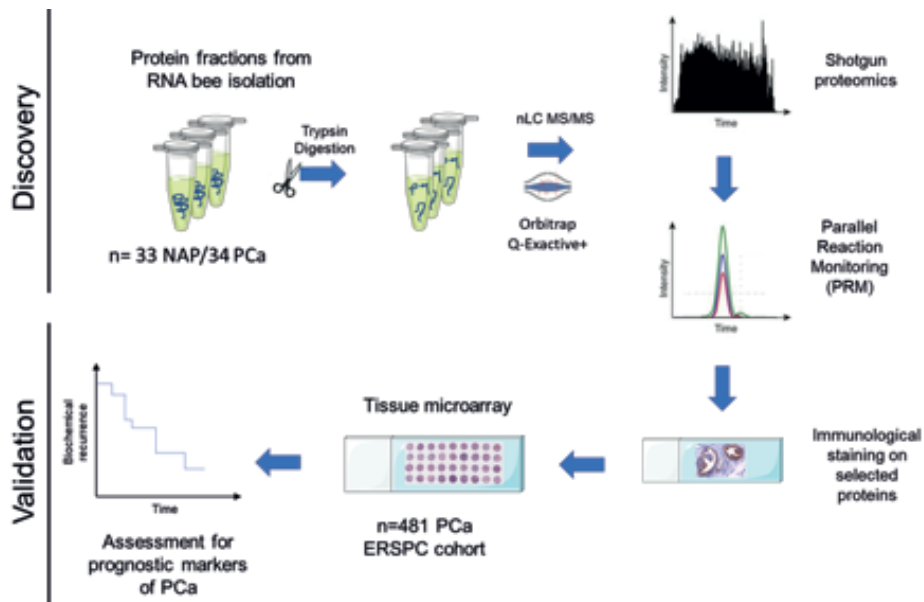 Discovery
Protein fractions from
RNA bee isolation
n= 33 NAP/34 PCa
Trypsin
Digestion
nLC MS/MS
Orbitrap
Q-Exactive+
Intensity
Time
Shotgun
proteomics
Intensity
Time
Parallel
Reaction
Monitoring
(PRM)
Validation
Immunological
staining on
selected
proteins
Tissue microarray
n=481 PCa
ERSPC cohort
Biochemical
recurrence
Time
Assessment for
prognostic markers
of PCa